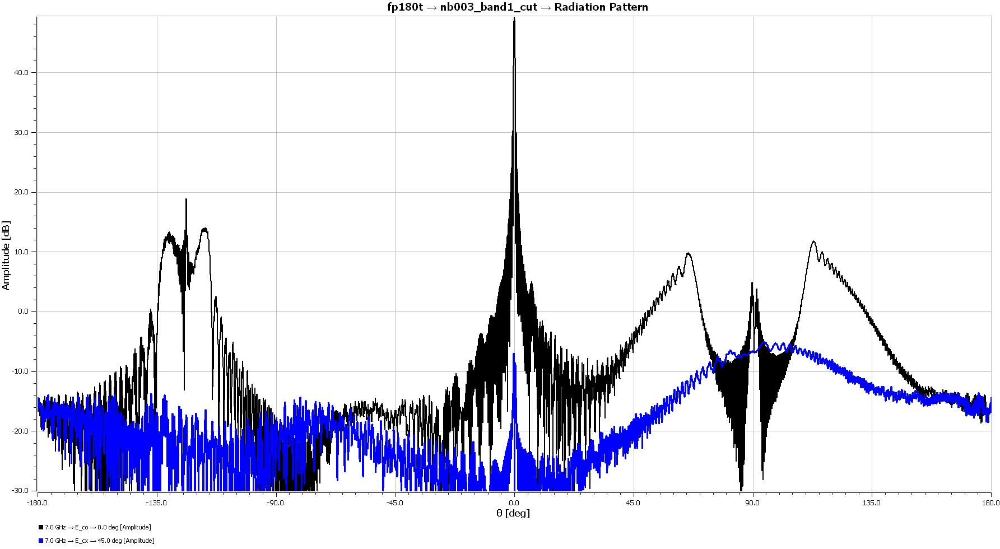 fp180t → nb003_band1_cut → Radiation Pattern
Amplitude [dB]
40.0
30.0
20.0
10.0
0.0
-10.0
-20.0
-30.0
-180.0 -135.0 -90.0 -45.0 0.0 45.0 90.0 135.0 180.0
θ [deg]
7.0 GHz → E_co → 0.0 deg [Amplitude]
7.0 GHz → E_cx → 45.0 deg [Amplitude]